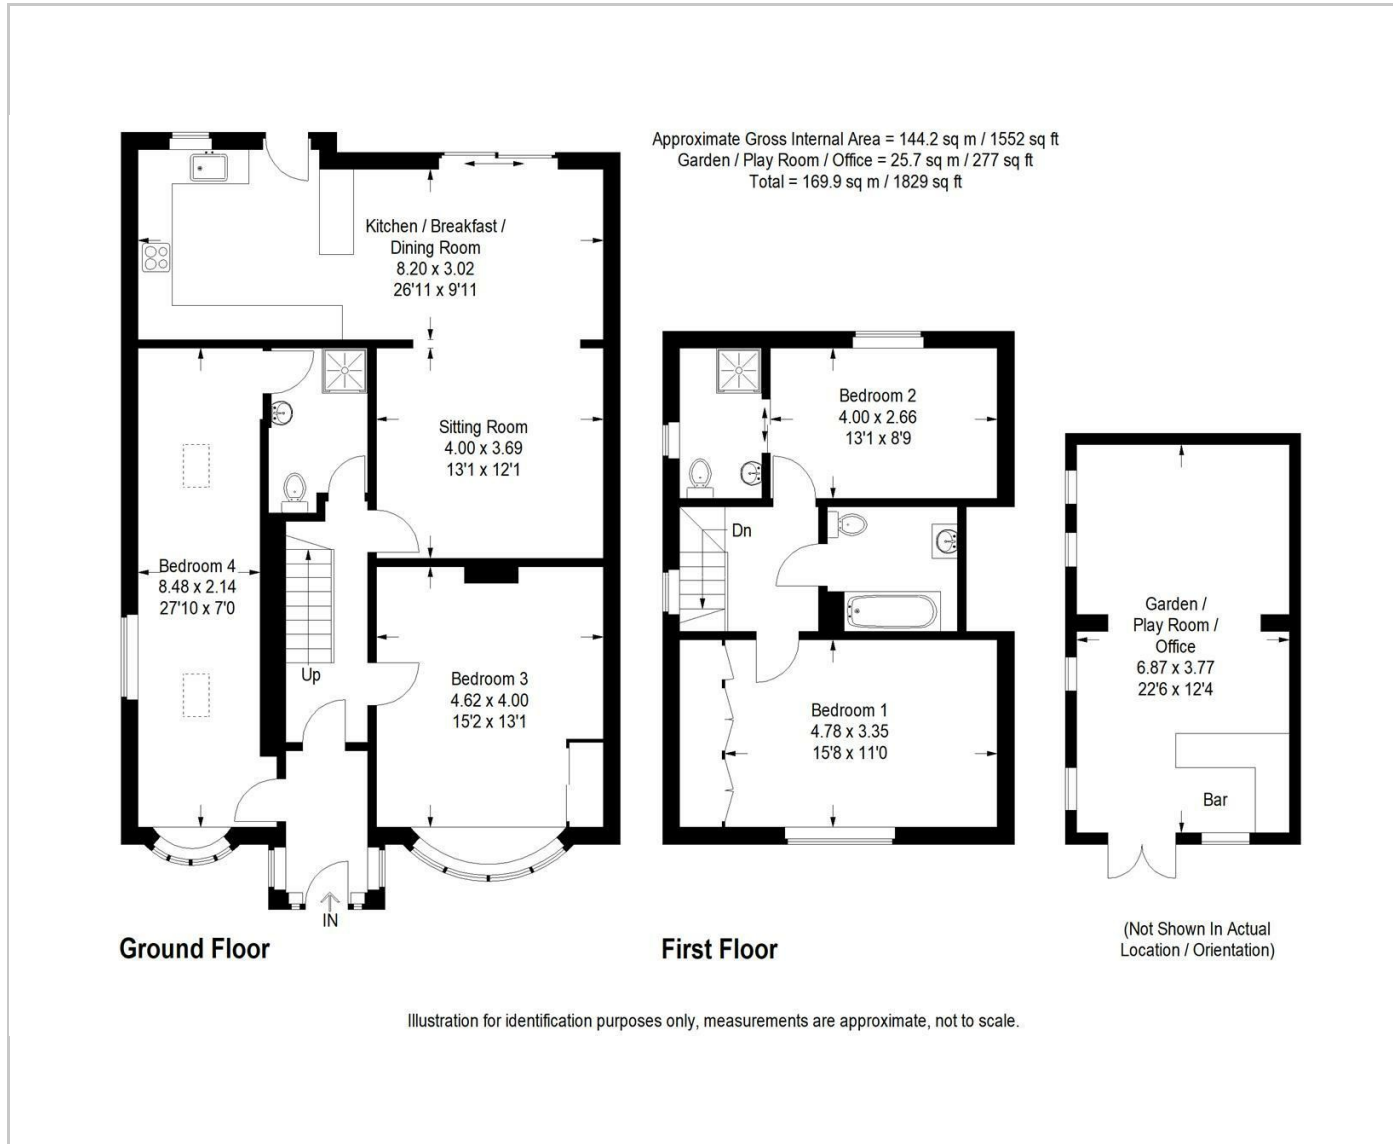 Approximate Gross Internal Area = 144.2 sq m / 1552 sq ft
Garden / Play Room / Office = 25.7 sq m / 277 sq ft
Total = 169.9 sq m / 1829 sq ft
Kitchen / Breakfast /
Dining Room
8.20 x 3.02
26'11 x 9'11
Sitting Room
4.00 x 3.69
13'1 x 12'1
Bedroom 4
8.48 x 2.14
27'10 x 7'0
Up
Bedroom 3
4.62 x 4.00
15'2 x 13'1
IN
Ground Floor
Bedroom 2
4.00 x 2.66
13'1 x 8'9
Dn
Bedroom 1
4.78 x 3.35
15'8 x 11'0
First Floor
Garden /
Play Room /
Office
6.87 x 3.77
22'6 x 12'4
Bar
(Not Shown In Actual
Location / Orientation)
Illustration for identification purposes only, measurements are approximate, not to scale.